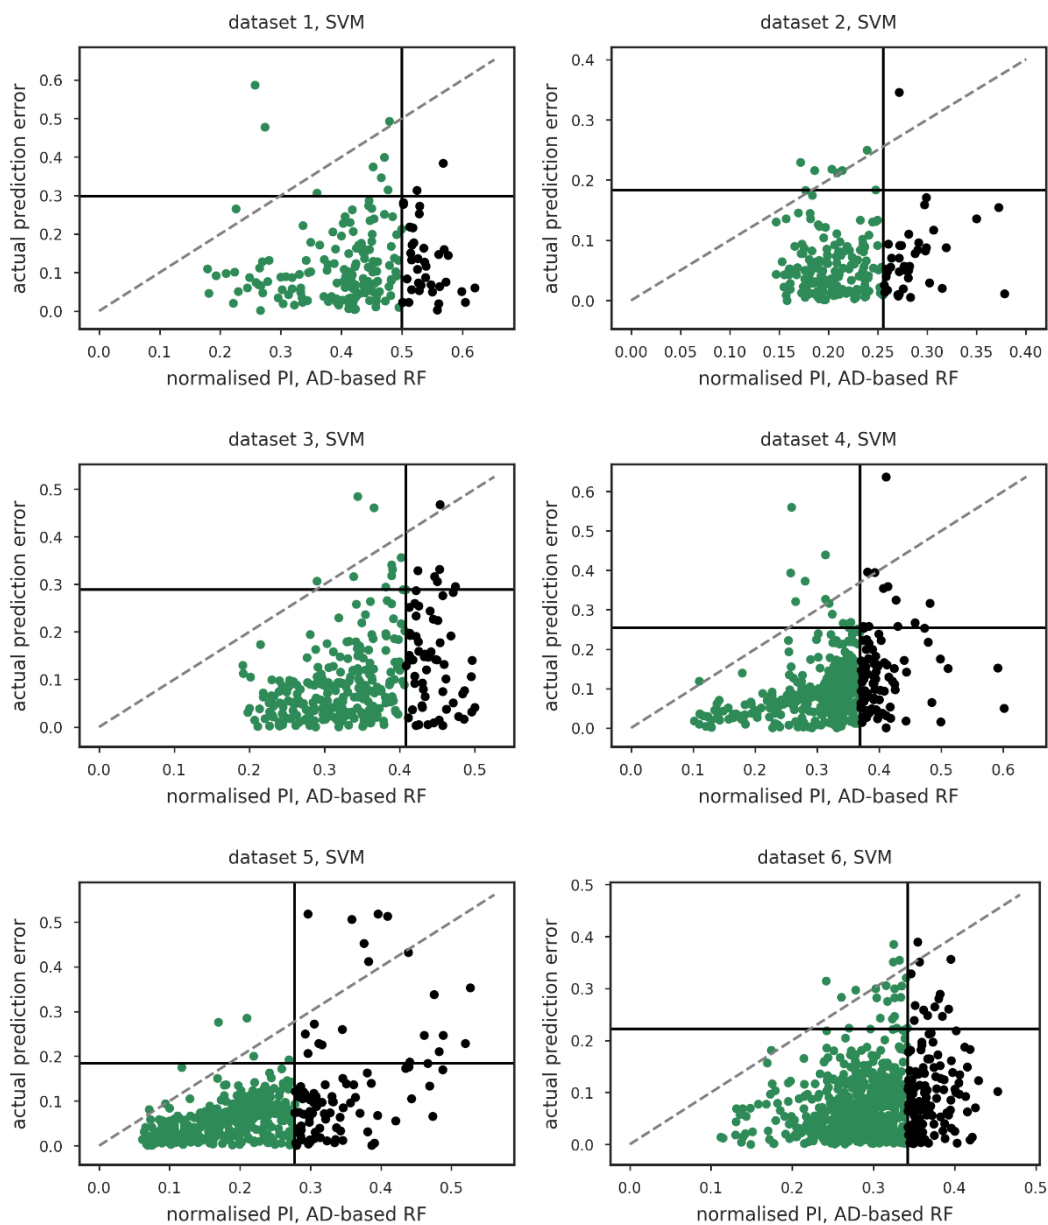 dataset 1, SVM
actual prediction error
0.6
0.5
0.4
0.3
0.2
0.1
0.0
0.0 0.1 0.2 0.3 0.4 0.5 0.6
normalised PI, AD-based RF
dataset 2, SVM
actual prediction error
0.4
0.3
0.2
0.1
0.0
0.00 0.05 0.10 0.15 0.20 0.25 0.30 0.35 0.40
normalised PI, AD-based RF
dataset 3, SVM
actual prediction error
0.5
0.4
0.3
0.2
0.1
0.0
0.0 0.1 0.2 0.3 0.4 0.5
normalised PI, AD-based RF
dataset 4, SVM
actual prediction error
0.6
0.5
0.4
0.3
0.2
0.1
0.0
0.0 0.1 0.2 0.3 0.4 0.5 0.6
normalised PI, AD-based RF
dataset 5, SVM
actual prediction error
0.5
0.4
0.3
0.2
0.1
0.0
0.0 0.1 0.2 0.3 0.4 0.5
normalised PI, AD-based RF
dataset 6, SVM
actual prediction error
0.5
0.4
0.3
0.2
0.1
0.0
0.0 0.1 0.2 0.3 0.4 0.5
normalised PI, AD-based RF